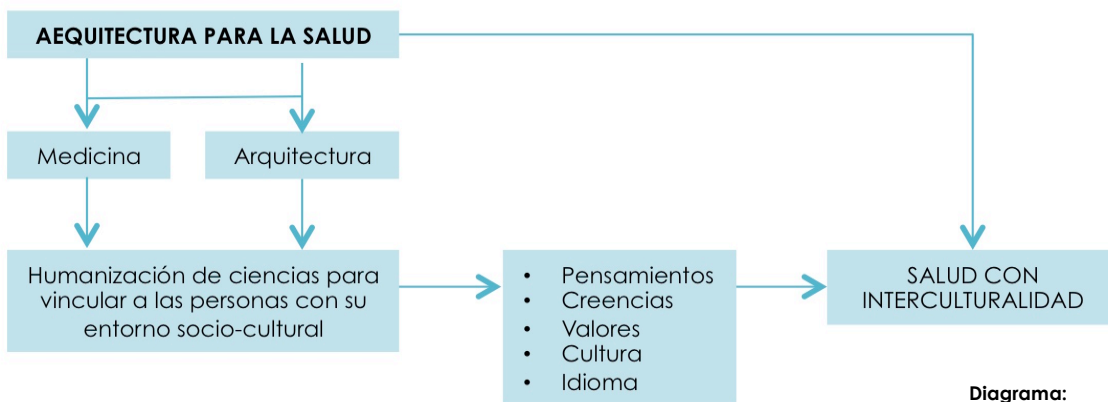 AEQUITECTURA PARA LA SALUD
Medicina
Arquitectura
Humanización de ciencias para
vincular a las personas con su
entorno socio-cultural
• Pensamientos
• Creencias
• Valores
• Cultura
• Idioma
SALUD CON
INTERCULTURALIDAD
Diagrama: